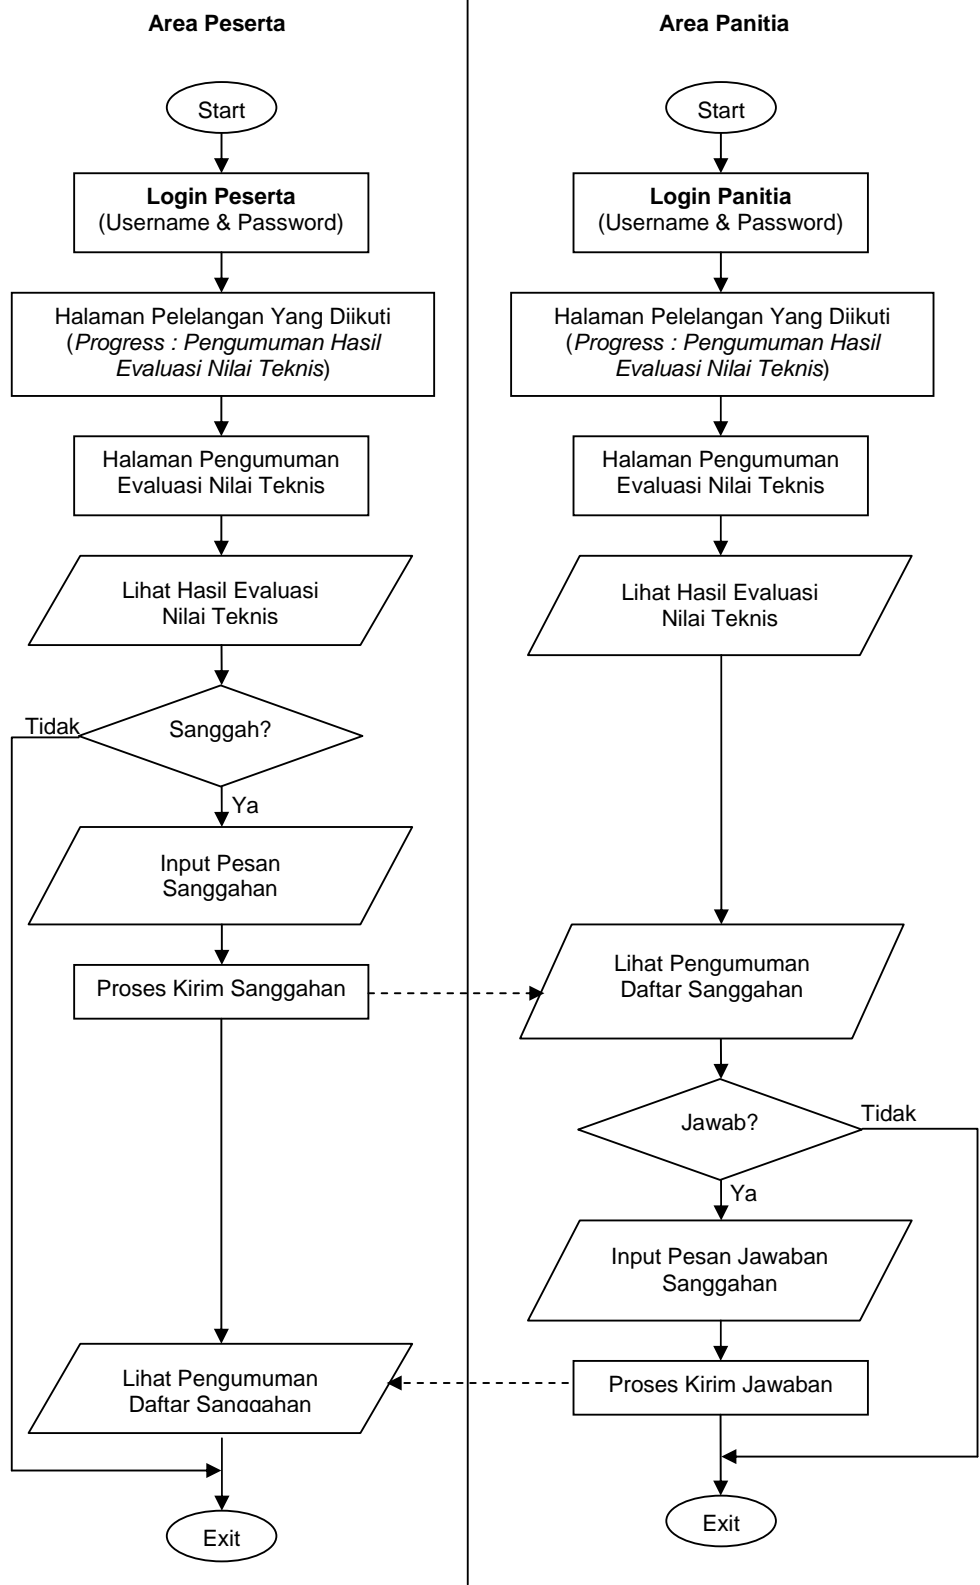 Area Peserta
Start
Login Peserta
(Username & Password)
Halaman Pelelangan Yang Diikuti
(Progress : Pengumuman Hasil
Evaluasi Nilai Teknis)
Halaman Pengumuman
Evaluasi Nilai Teknis
Lihat Hasil Evaluasi
Nilai Teknis
Sanggah?
Tidak
Ya
Input Pesan
Sanggahan
Proses Kirim Sanggahan
Lihat Pengumuman
Daftar Sanggahan
Exit
Area Panitia
Start
Login Panitia
(Username & Password)
Halaman Pelelangan Yang Diikuti
(Progress : Pengumuman Hasil
Evaluasi Nilai Teknis)
Halaman Pengumuman
Evaluasi Nilai Teknis
Lihat Hasil Evaluasi
Nilai Teknis
Lihat Pengumuman
Daftar Sanggahan
Jawab?
Tidak
Ya
Input Pesan Jawaban
Sanggahan
Proses Kirim Jawaban
Exit